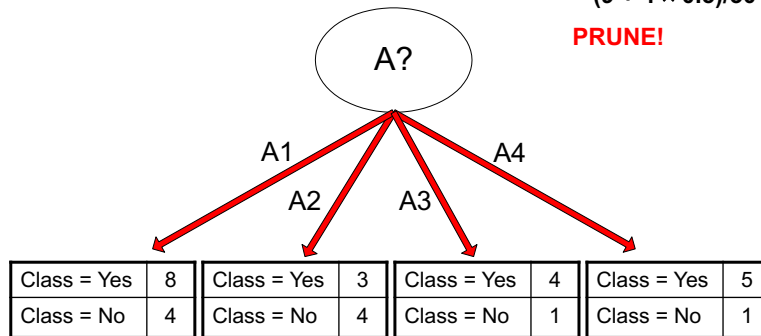 PRUNE!
A?
A1
A4
A2
A3
Class = Yes 8 Class = Yes 3 Class = Yes 4 Class = Yes 5
Class = No 4 Class = No 4 Class = No 1 Class = No 1